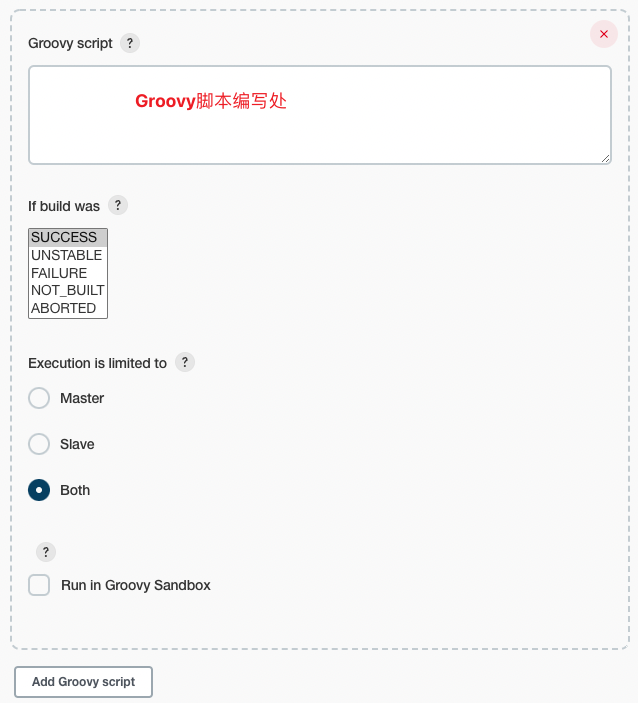 Groovy script ?
×
Groovy脚本编写处
If build was ?
SUCCESS
UNSTABLE
FAILURE
NOT_BUILT
ABORTED
Execution is limited to ?
Master
Slave
Both
?
Run in Groovy Sandbox
Add Groovy script